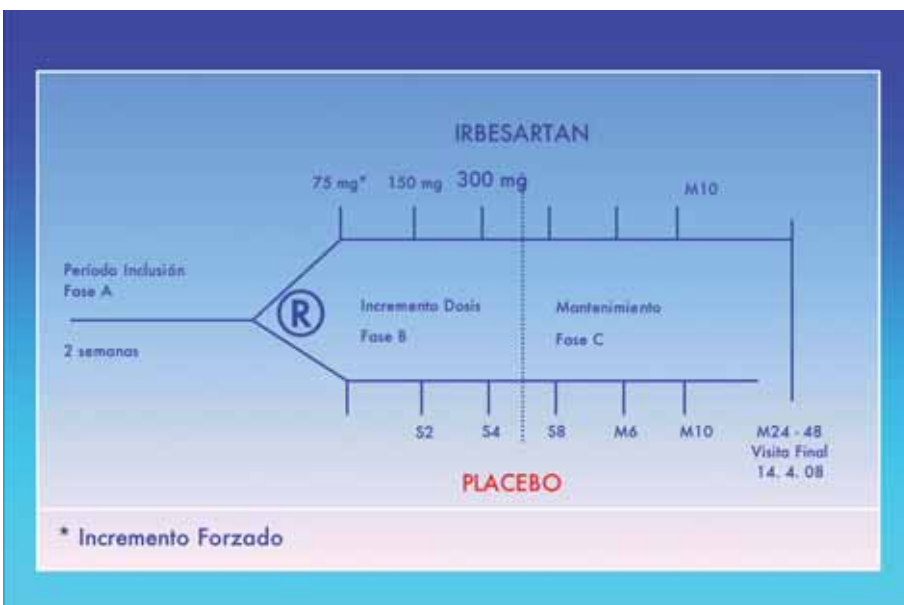 IRBESARTAN
75 mg* 150 mg 300 mg M10
Período Inclusión
Fase A
®
Incremento Dosis
Fase B
Mantenimiento
Fase C
2 semanas
S2 S4 S8 M6 M10 M24 - 48
Visita Final
14. 4. 08
PLACEBO
* Incremento Forzado